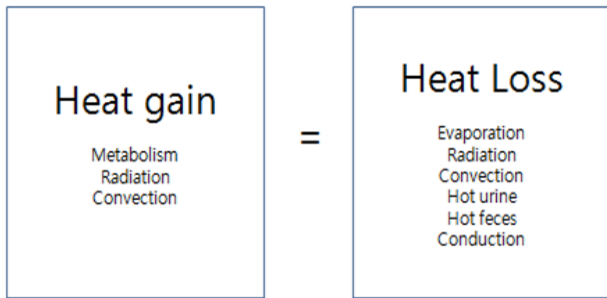 Heat gain
Metabolism
Radiation
Convection
=
Heat Loss
Evaporation
Radiation
Convection
Hot urine
Hot feces
Conduction